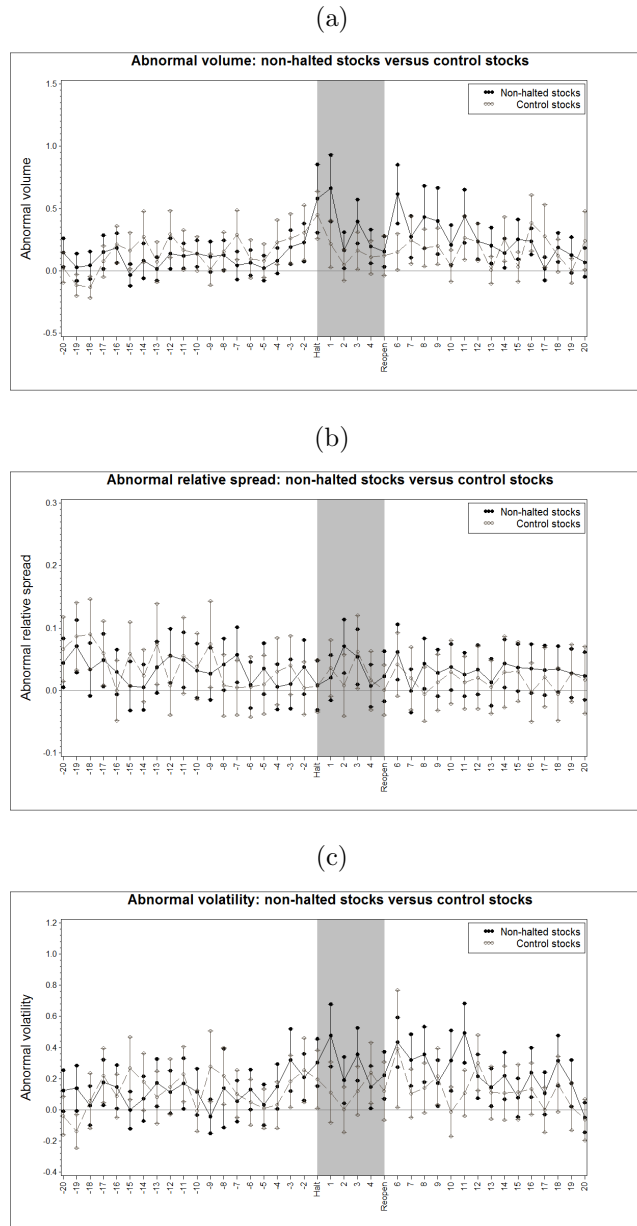 (a)
Abnormal volume: non-halted stocks versus control stocks
Non-halted stocks
Control stocks
Abnormal volume
1.5
1.0
0.5
0.0
-0.5
-20 -19 -18 -17 -16 -15 -14 -13 -12 -11 -10 -9 -8 -7 -6 -5 -4 -3 -2 Halt 1 2 3 4 Reopen 6 7 8 9 10 11 12 13 14 15 16 17 18 19 20
(b)
Abnormal relative spread: non-halted stocks versus control stocks
Non-halted stocks
Control stocks
Abnormal relative spread
0.3
0.2
0.1
0.0
-0.1
-20 -19 -18 -17 -16 -15 -14 -13 -12 -11 -10 -9 -8 -7 -6 -5 -4 -3 -2 Halt 1 2 3 4 Reopen 6 7 8 9 10 11 12 13 14 15 16 17 18 19 20
(c)
Abnormal volatility: non-halted stocks versus control stocks
Non-halted stocks
Control stocks
Abnormal volatility
1.2
1.0
0.8
0.6
0.4
0.2
0.0
-0.2
-0.4
-20 -19 -18 -17 -16 -15 -14 -13 -12 -11 -10 -9 -8 -7 -6 -5 -4 -3 -2 Halt 1 2 3 4 Reopen 6 7 8 9 10 11 12 13 14 15 16 17 18 19 20